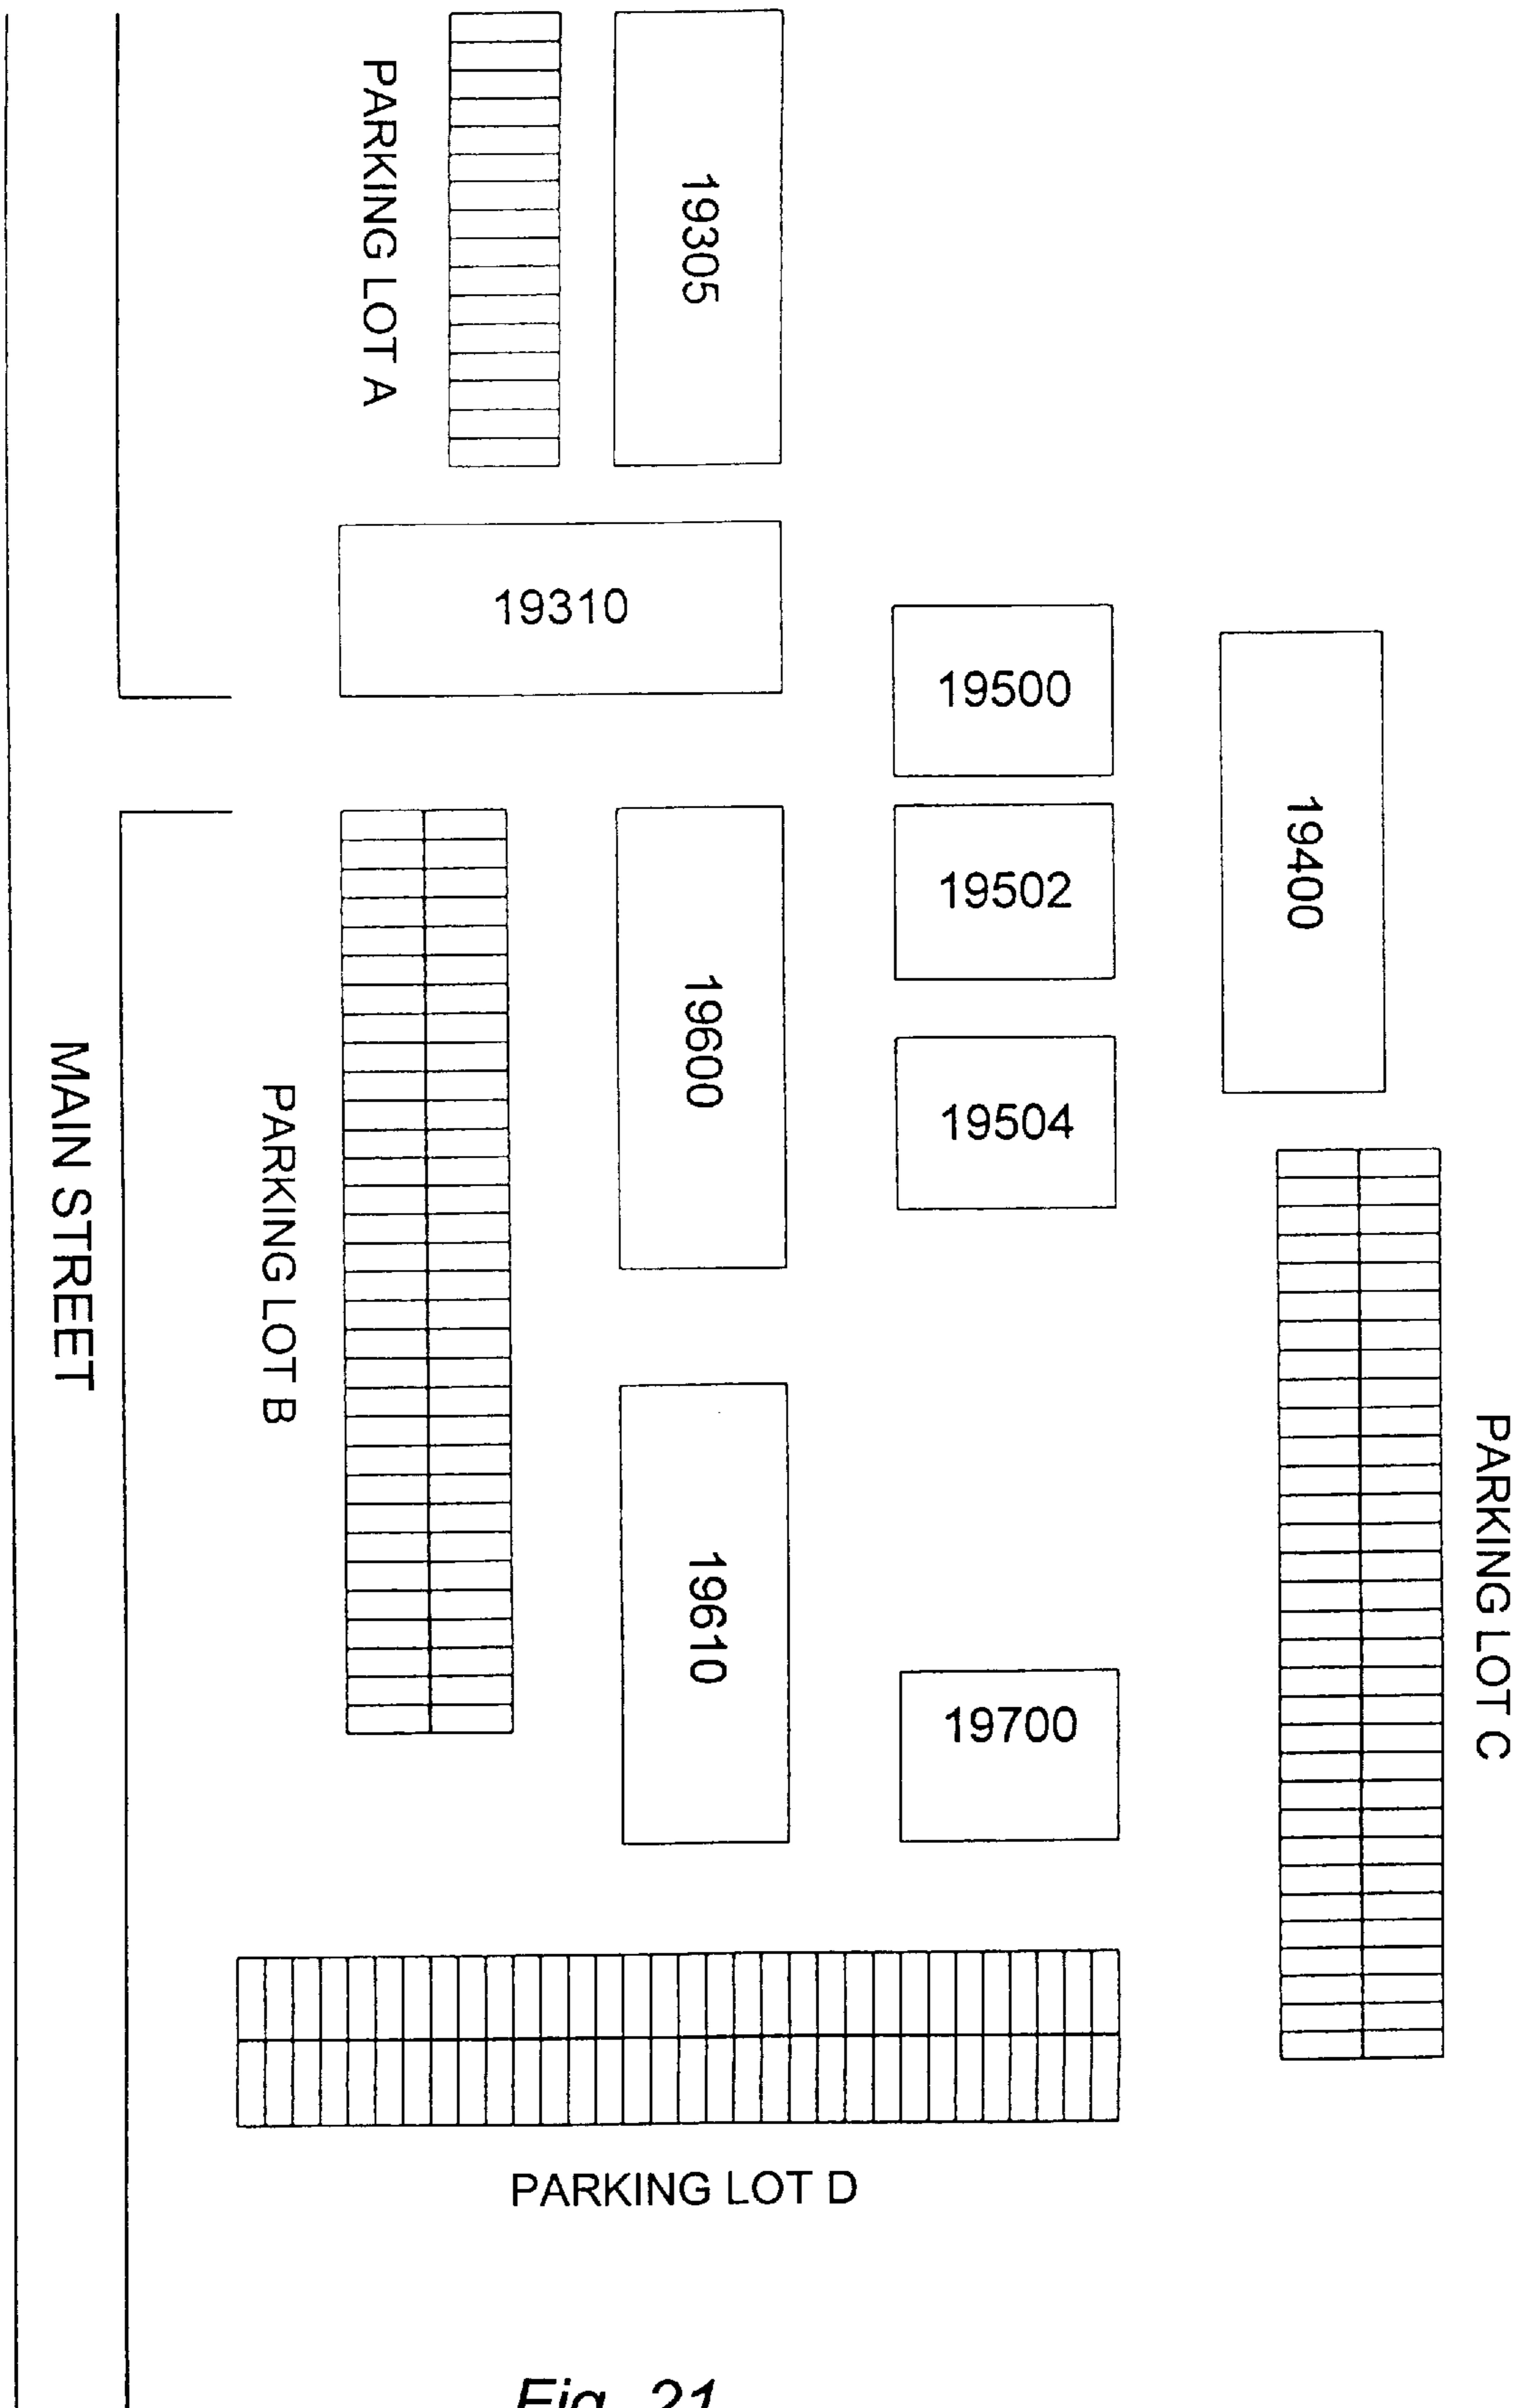 PARKING LOT A
19305
19310
19500
19400
19502
19600
19504
MAIN STREET
PARKING LOT B
PARKING LOT C
19610
19700
PARKING LOT D
Fig. 21